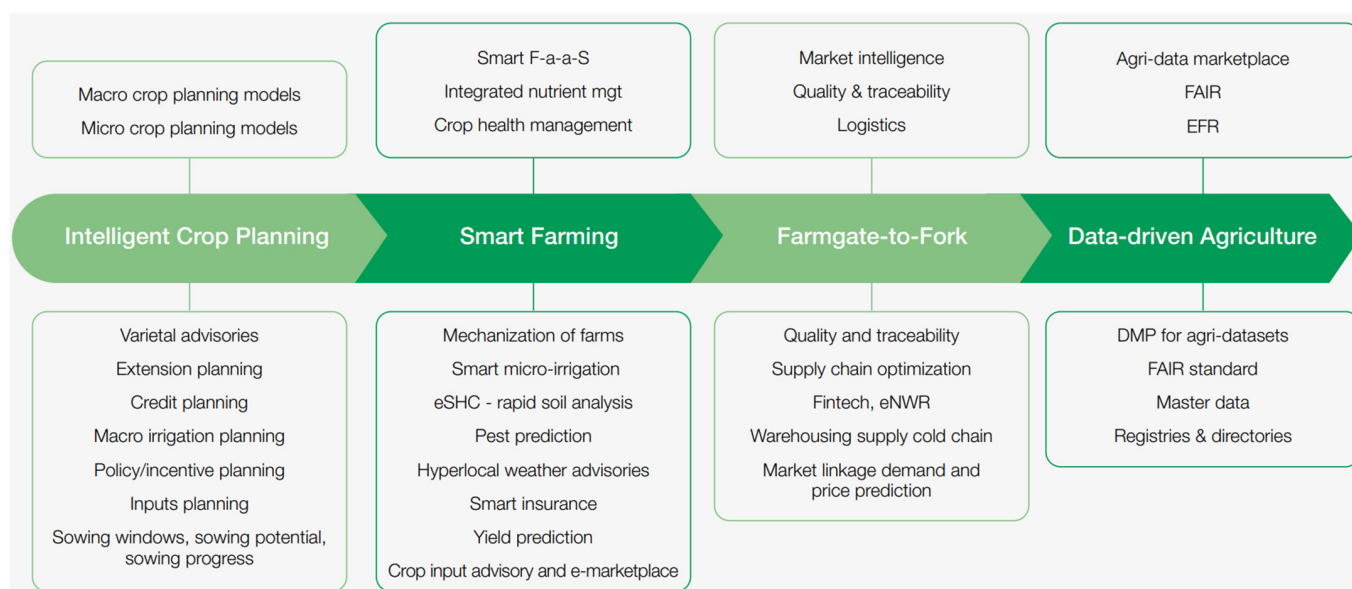 Macro crop planning models
Micro crop planning models
Smart F-a-a-S
Integrated nutrient mgt
Crop health management
Market intelligence
Quality & traceability
Logistics
Agri-data marketplace
FAIR
EFR
Intelligent Crop Planning
Smart Farming
Farmgate-to-Fork
Data-driven Agriculture
Varietal advisories
Extension planning
Credit planning
Macro irrigation planning
Policy/incentive planning
Inputs planning
Sowing windows, sowing potential,
sowing progress
Mechanization of farms
Smart micro-irrigation
eSHC - rapid soil analysis
Pest prediction
Hyperlocal weather advisories
Smart insurance
Yield prediction
Crop input advisory and e-marketplace
Quality and traceability
Supply chain optimization
Fintech, eNWR
Warehousing supply cold chain
Market linkage demand and
price prediction
DMP for agri-datasets
FAIR standard
Master data
Registries & directories